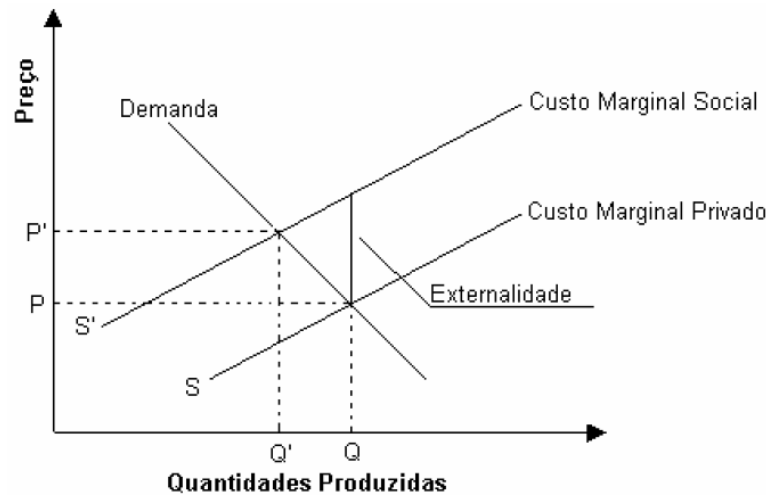 Preço
Demanda
Custo Marginal Social
Custo Marginal Privado
P'
P
Externalidade
S'
S
Q'
Q
Quantidades Produzidas